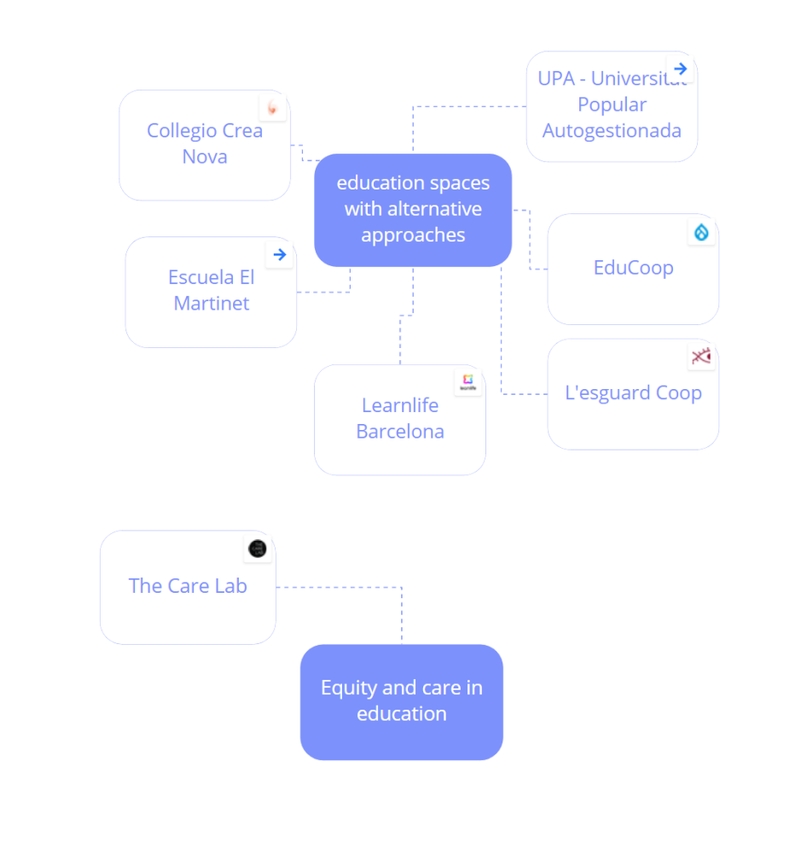 Collegio Crea
Nova
UPA - Universitat
Popular
Autogestionada
education spaces
with alternative
approaches
Escuela El
Martinet
EduCoop
L'esguard Coop
Learnlife
Barcelona
The Care Lab
Equity and care in
education